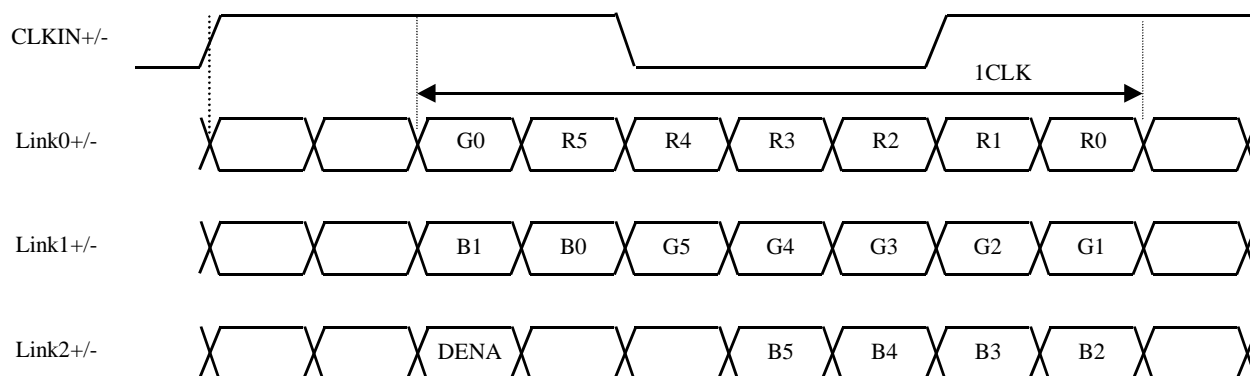 CLKIN+/-
1CLK
Link0+/- G0 R5 R4 R3 R2 R1 R0
Link1+/- B1 B0 G5 G4 G3 G2 G1
Link2+/- DENA B5 B4 B3 B2